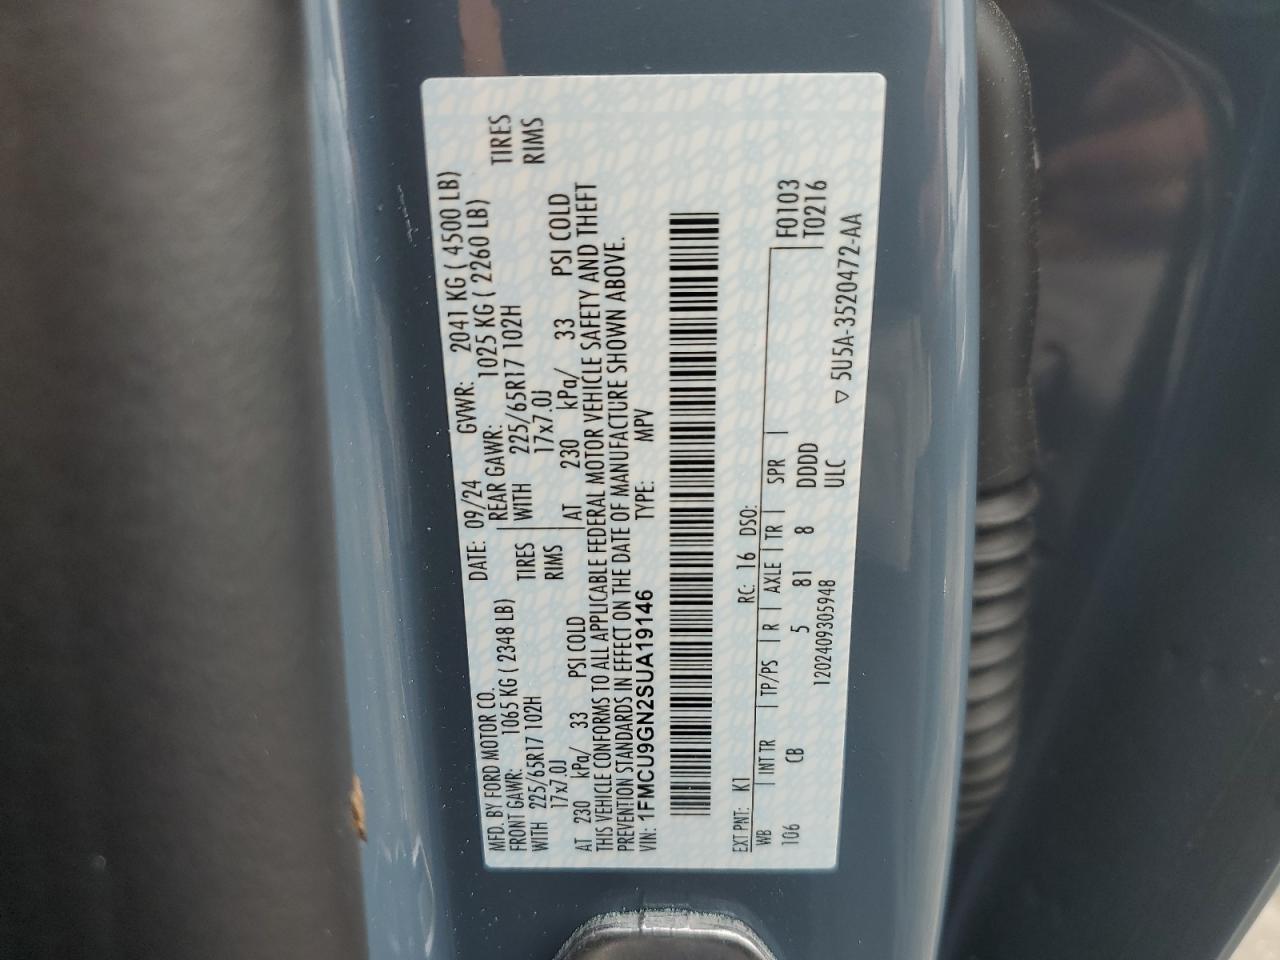 MFD. BY FORD MOTOR CO.
DATE: 09/24 GVWR: 2041 KG ( 4500 LB)
FRONT GAWR: 1065 KG ( 2348 LB) REAR GAWR: 1025 KG ( 2260 LB)
WITH 225/65R17 102H TIRES WITH 225/65R17 102H TIRES
17x7.0J RIMS 17x7.0J RIMS
AT 230 kPa/ 33 PSI COLD AT 230 kPa/ 33 PSI COLD
THIS VEHICLE CONFORMS TO ALL APPLICABLE FEDERAL MOTOR VEHICLE SAFETY AND THEFT
PREVENTION STANDARDS IN EFFECT ON THE DATE OF MANUFACTURE SHOWN ABOVE.
VIN: 1FMCU9GN2SUA19146 TYPE: MPV
EXT PNT: K1 RC: 16 DSO: F0103
WB INT TR TP/PS R AXLE TR SPR T0216
106 CB 5 81 8 DDDD
1202409305948 ULC
▽ 5U5A-3520472-AA